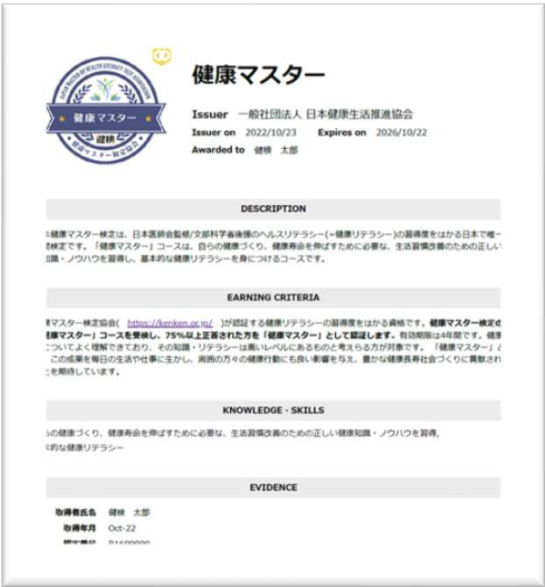 健康マスター
健康マスター
健検
健康マスター検定協会
Issuer 一般社団法人 日本健康生活推進協会
Issuer on 2022/10/23 Expires on 2026/10/22
Awarded to 健検 太郎
DESCRIPTION
健康マスター検定は、日本医師会監修/文部科学省後援のヘルスリテラシー(=健康リテラシー)の習得度をはかる日本で唯一
検定です。「健康マスター」コースは、自らの健康づくり、健康寿命を伸ばすために必要な、生活習慣改善のための正しい
知識・ノウハウを習得し、基本的な健康リテラシーを身につけるコースです。
EARNING CRITERIA
マスター検定協会( https://kenken.or.jp/ )が認証する健康リテラシーの習得度をはかる資格です。健康マスター検定の
健康マスター」コースを受検し、75%以上正答された方を「健康マスター」として認証します。有効期限は4年間です。健康
についてよく理解できており、その知識・リテラシーは高いレベルにあるものと考えらる方が対象です。「健康マスター」と
この成果を毎日の生活や仕事に生かし、周囲の方々の健康行動にも良い影響を与え、豊かな健康長寿社会づくりに貢献され
を期待しています。
KNOWLEDGE・SKILLS
の健康づくり、健康寿命を伸ばすために必要な、生活習慣改善のための正しい健康知識・ノウハウを習得,
的な健康リテラシー
EVIDENCE
取得者氏名 健検 太郎
取得年月 Oct-22